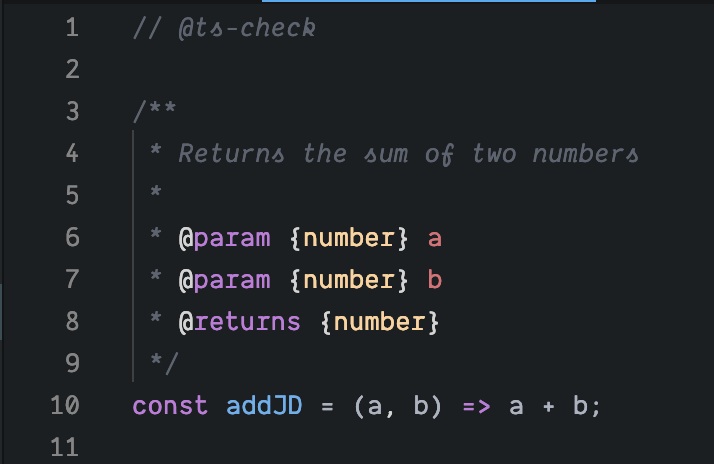 1 // @ts-check
2
3 /**
4 * Returns the sum of two numbers
5 *
6 * @param {number} a
7 * @param {number} b
8 * @returns {number}
9 */
10 const addJD = (a, b) => a + b;
11